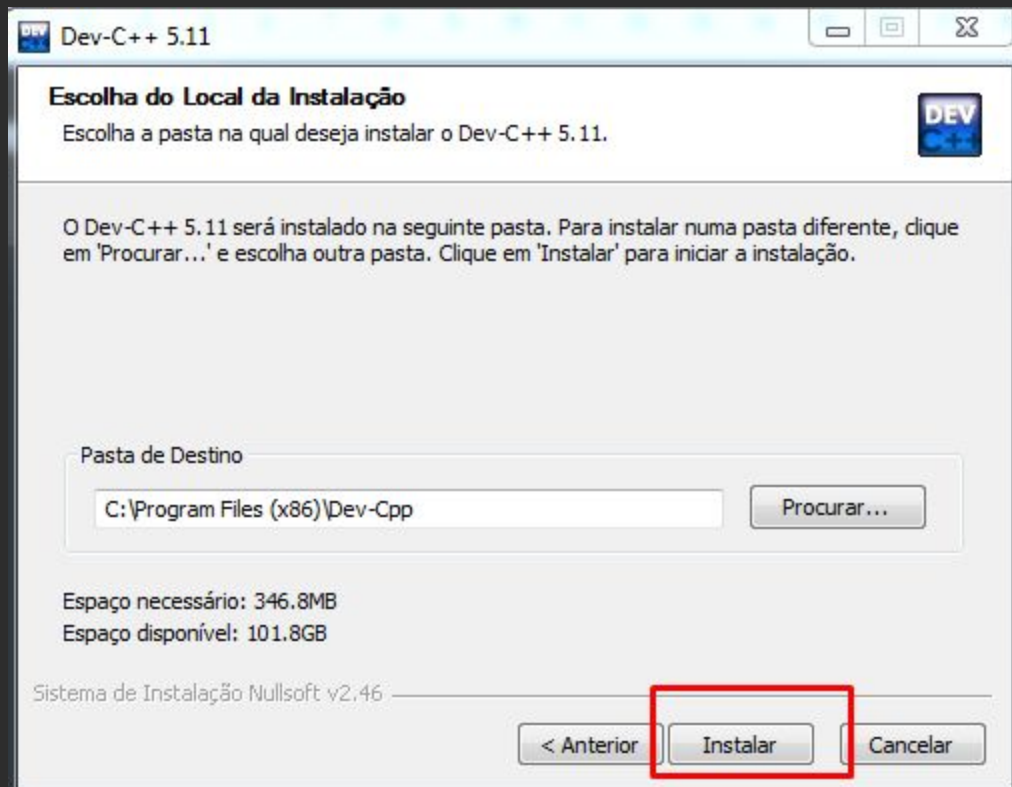 DEV
C++
Dev-C++ 5.11
Escolha do Local da Instalação
Escolha a pasta na qual deseja instalar o Dev-C++ 5.11.
DEV
C++
O Dev-C++ 5.11 será instalado na seguinte pasta. Para instalar numa pasta diferente, clique
em 'Procurar...' e escolha outra pasta. Clique em 'Instalar' para iniciar a instalação.
Pasta de Destino
C:\Program Files (x86)\Dev-Cpp
Procurar...
Espaço necessário: 346.8MB
Espaço disponível: 101.8GB
Sistema de Instalação Nullsoft v2.46
< Anterior
Instalar
Cancelar